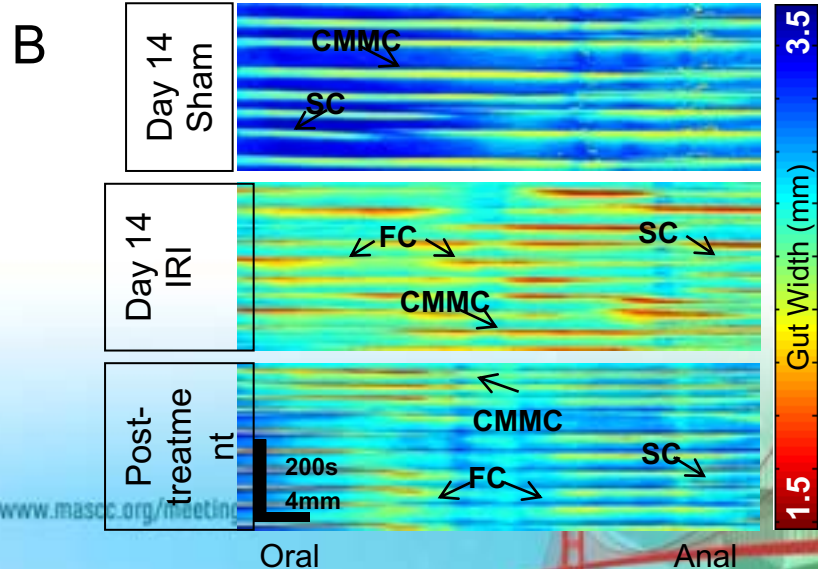 B
Day 14
Sham
CMMC
SC
3.5
Day 14
IRI
FC
SC
CMMC
Gut Width (mm)
Post-
treatme
nt
CMMC
SC
FC
200s
4mm
1.5
www.mascc.org/meeting
Oral
Anal